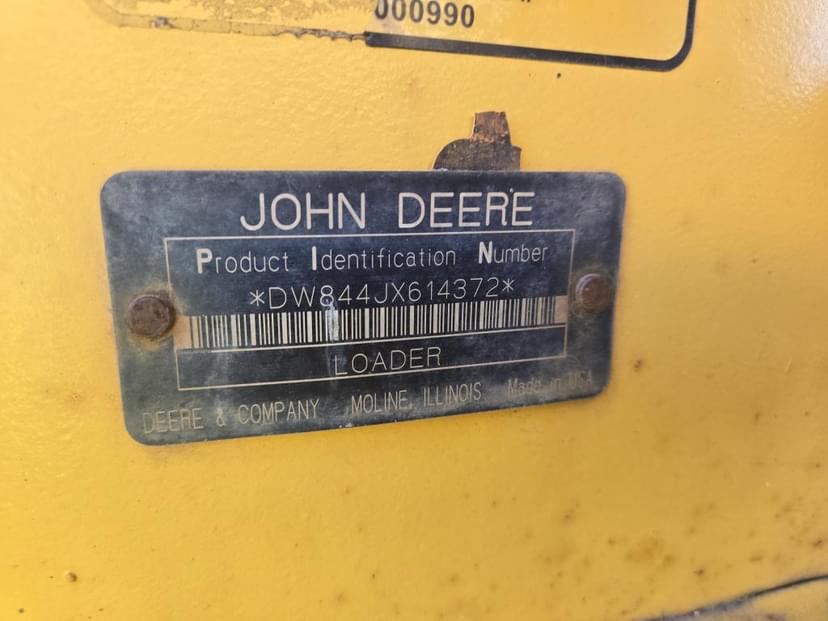 000990
JOHN DEERE
Product Identification Number
*DW844JX614372*
LOADER
DEERE & COMPANY MOLINE, ILLINOIS Made in USA